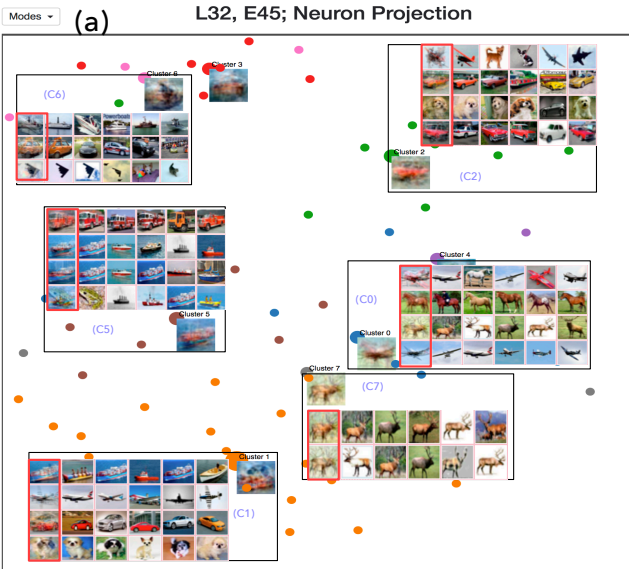 Modes
(a)
L32, E45; Neuron Projection
Cluster 6
Cluster 3
(C6)
Cluster 2
(C2)
Cluster 4
(C0)
Cluster 5
(C5)
Cluster 0
Cluster 7
(C7)
Cluster 1
(C1)